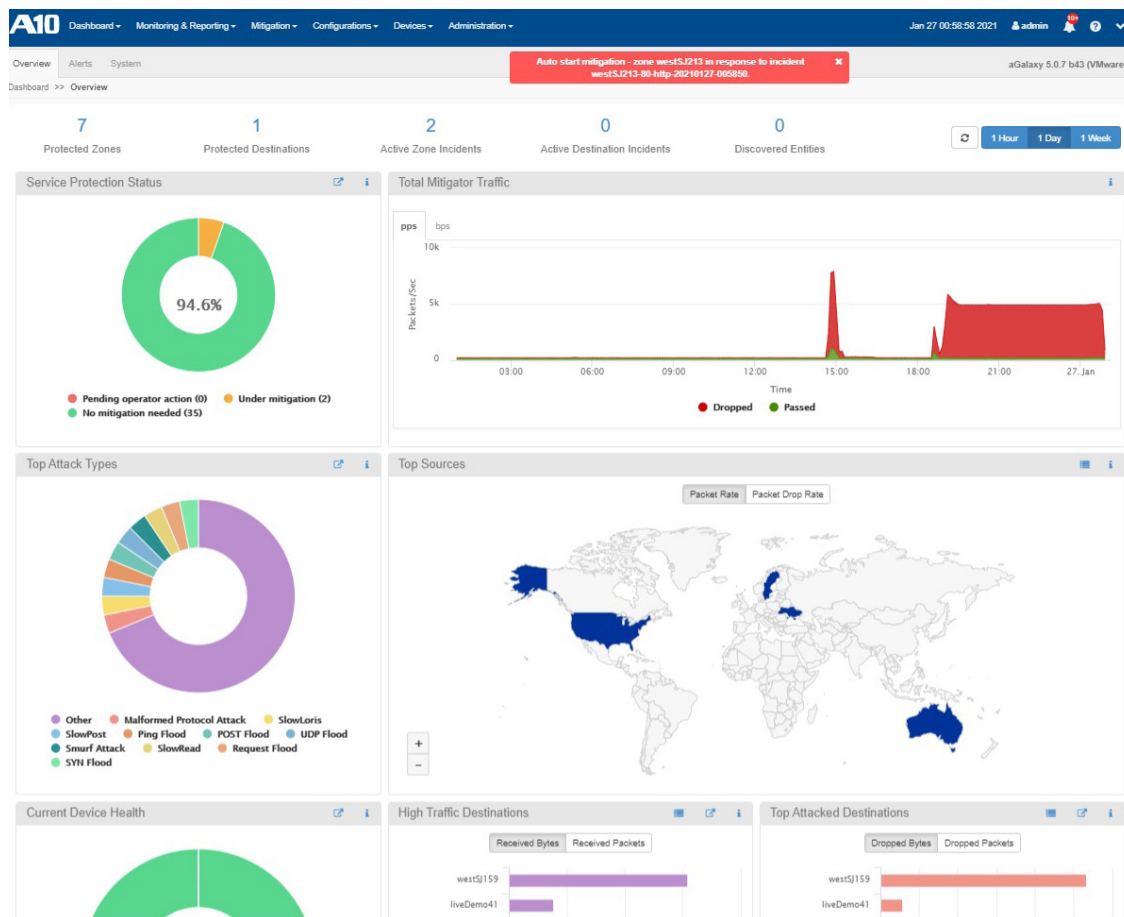 A10 Dashboard Monitoring & Reporting Mitigation Configurations Devices Administration Jan 27 00:58:58 2021 admin 10+
Overview Alerts System aGalaxy 5.0.7 b43 (VMware
Auto start mitigation - zone westSJ213 in response to incident
westSJ213-80-http-20210127-005850.
Dashboard >> Overview
7 1 2 0 0
Protected Zones Protected Destinations Active Zone Incidents Active Destination Incidents Discovered Entities
1 Hour 1 Day 1 Week
Service Protection Status
94.6%
Pending operator action (0) Under mitigation (2)
No mitigation needed (35)
Total Mitigator Traffic
pps bps
10k
5k
0
Packets/Sec
03:00 06:00 09:00 12:00 15:00 18:00 21:00 27. Jan
Time
Dropped Passed
Top Attack Types
Other Malformed Protocol Attack SlowLoris
SlowPost Ping Flood POST Flood UDP Flood
Smurf Attack SlowRead Request Flood
SYN Flood
Top Sources
Packet Rate Packet Drop Rate
+
-
Current Device Health
High Traffic Destinations
Received Bytes Received Packets
westSJ159
liveDemo41
Top Attacked Destinations
Dropped Bytes Dropped Packets
westSJ159
liveDemo41